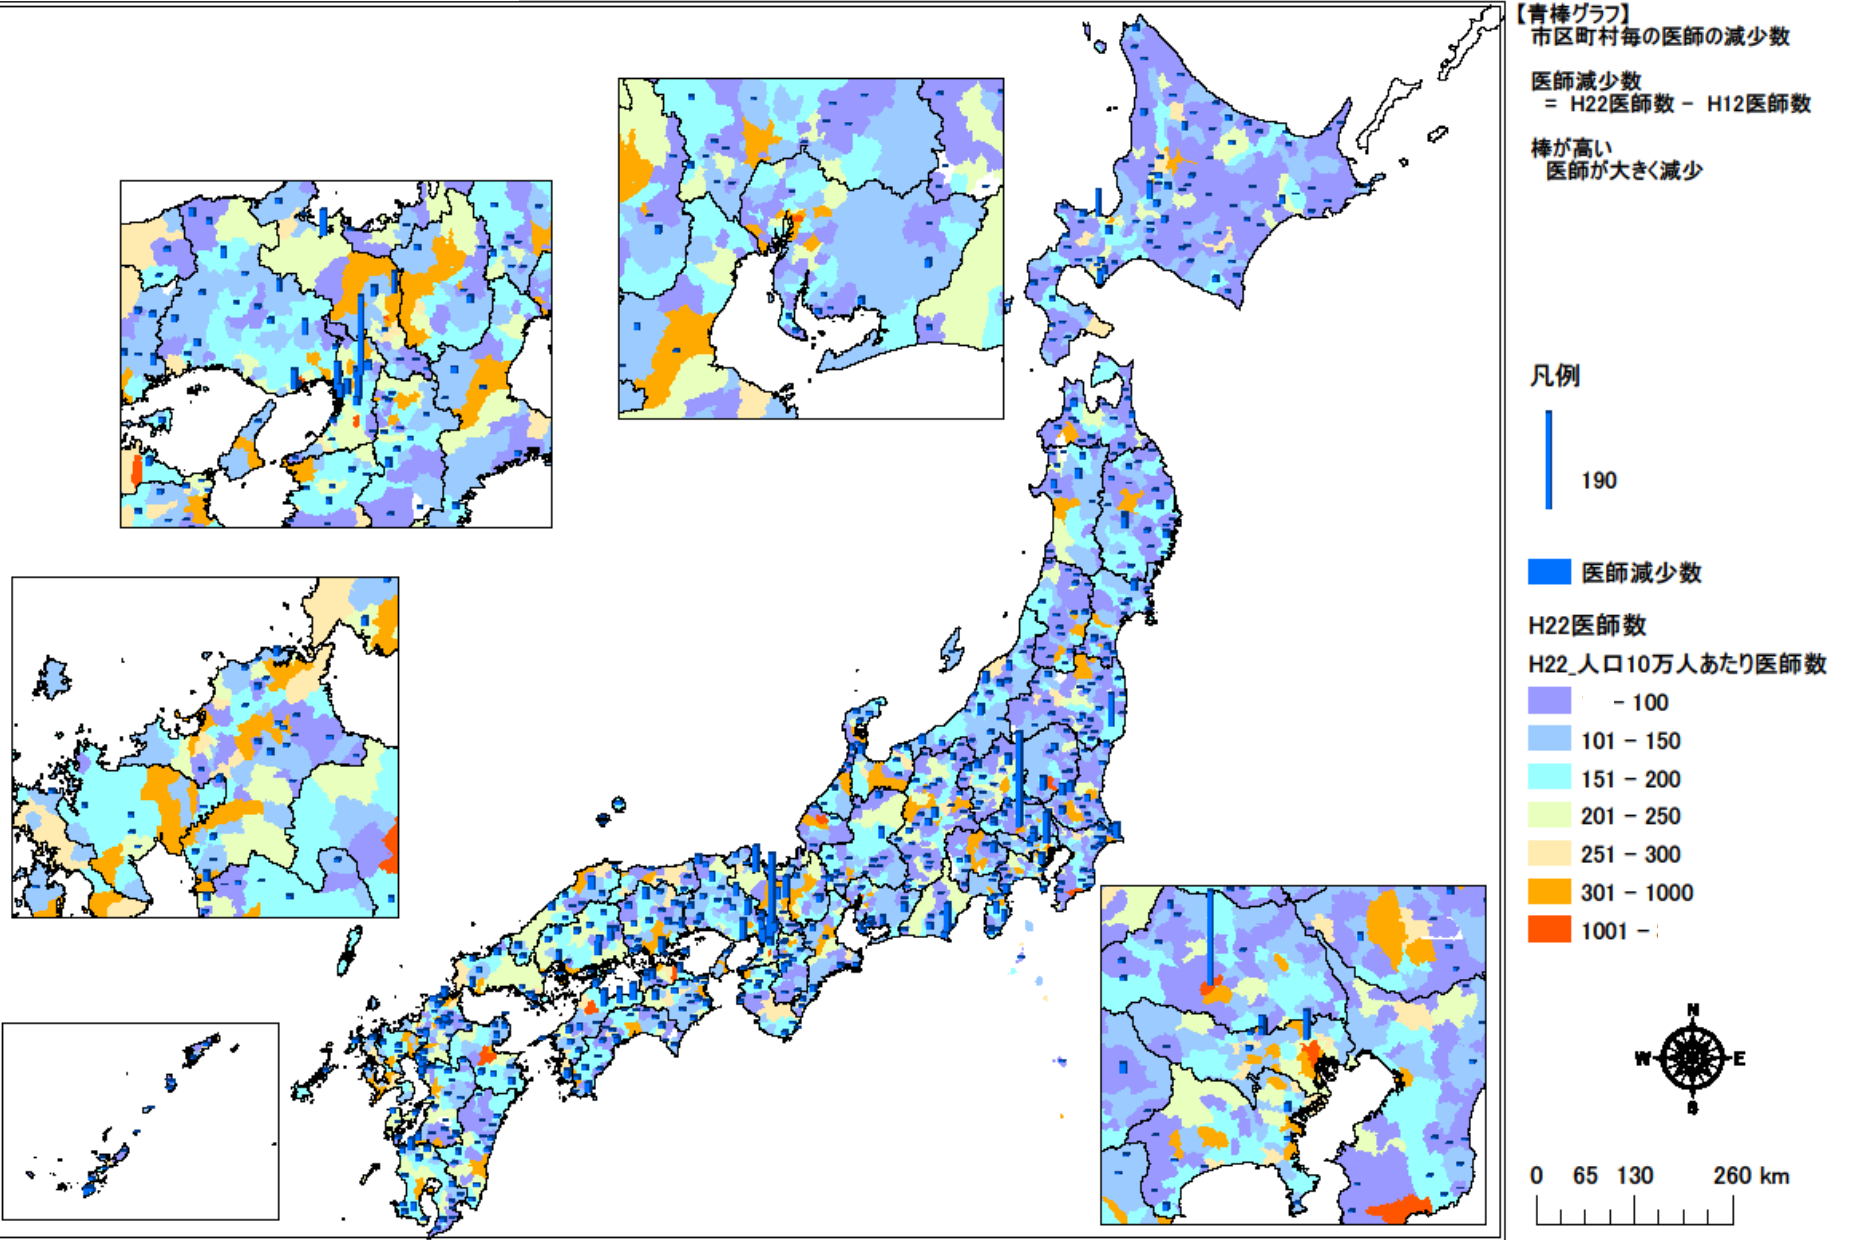 【青棒グラフ】
市区町村毎の医師の減少数
医師減少数
= H22医師数 − H12医師数
棒が高い
医師が大きく減少
凡例
190
医師減少数
H22医師数
H22_人口10万人あたり医師数
− 100
101 − 150
151 − 200
201 − 250
251 − 300
301 − 1000
1001 −
N
W E
S
0 65 130 260 km